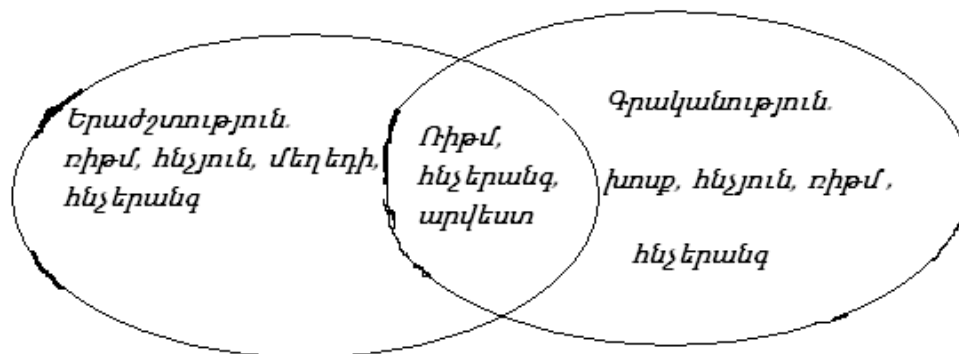 Երաժշտություն.
ռիթմ, հնչյուն, մեղեդի,
հնչերանգ
Ռիթմ,
հնչերանգ,
արվեստ
Գրականություն.
խոսք, հնչյուն, ռիթմ,
հնչերանգ